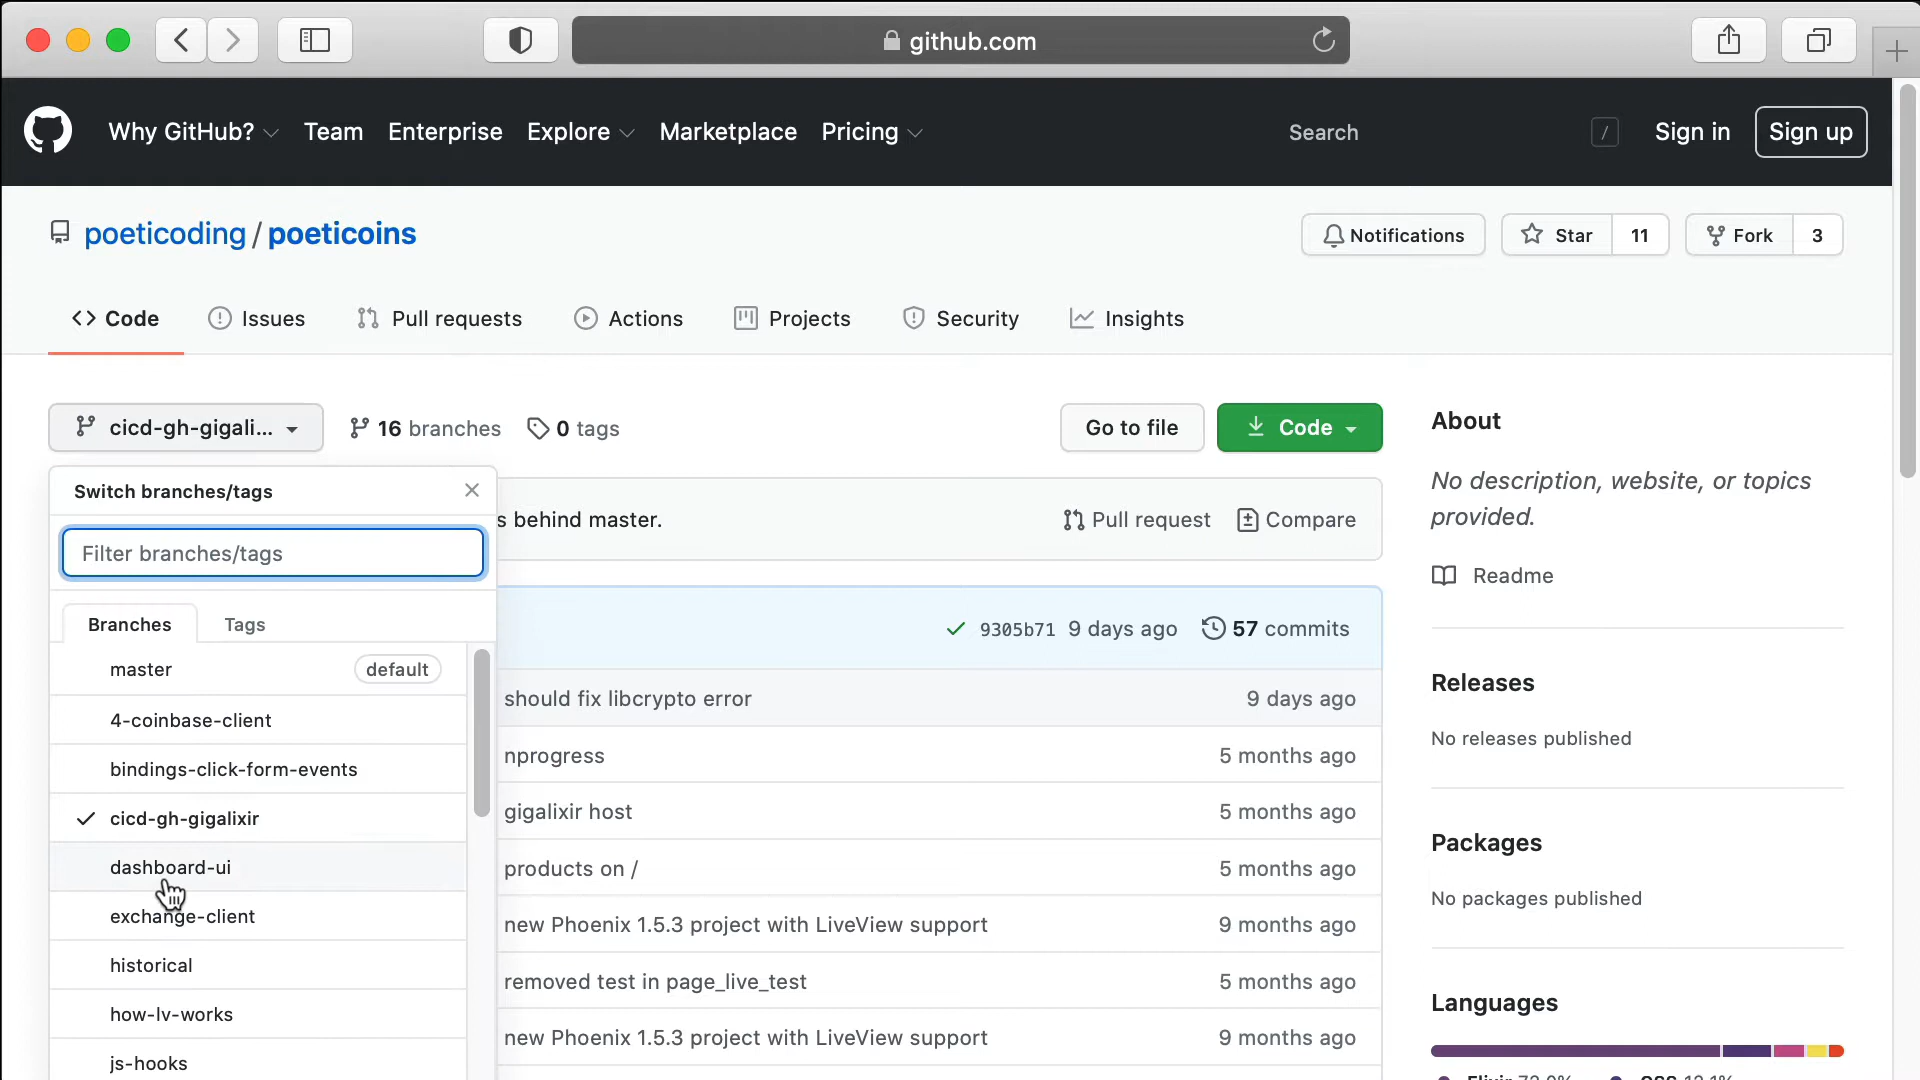 github.com
Why GitHub? Team Enterprise Explore Marketplace Pricing Search / Sign in Sign up
poeticoding / poeticoins Notifications Star 11 Fork 3
Code Issues Pull requests Actions Projects Security Insights
cicd-gh-gigali... 16 branches 0 tags Go to file Code
Switch branches/tags
s behind master. Pull request Compare
Filter branches/tags
Branches Tags
9305b71 9 days ago 57 commits
master default
should fix libcrypto error 9 days ago
4-coinbase-client
nprogress 5 months ago
bindings-click-form-events
gigalixir host 5 months ago
cicd-gh-gigalixir
dashboard-ui
products on / 5 months ago
exchange-client
new Phoenix 1.5.3 project with LiveView support 9 months ago
historical
removed test in page_live_test 5 months ago
how-lv-works
new Phoenix 1.5.3 project with LiveView support 9 months ago
js-hooks
About
No description, website, or topics
provided.
Readme
Releases
No releases published
Packages
No packages published
Languages